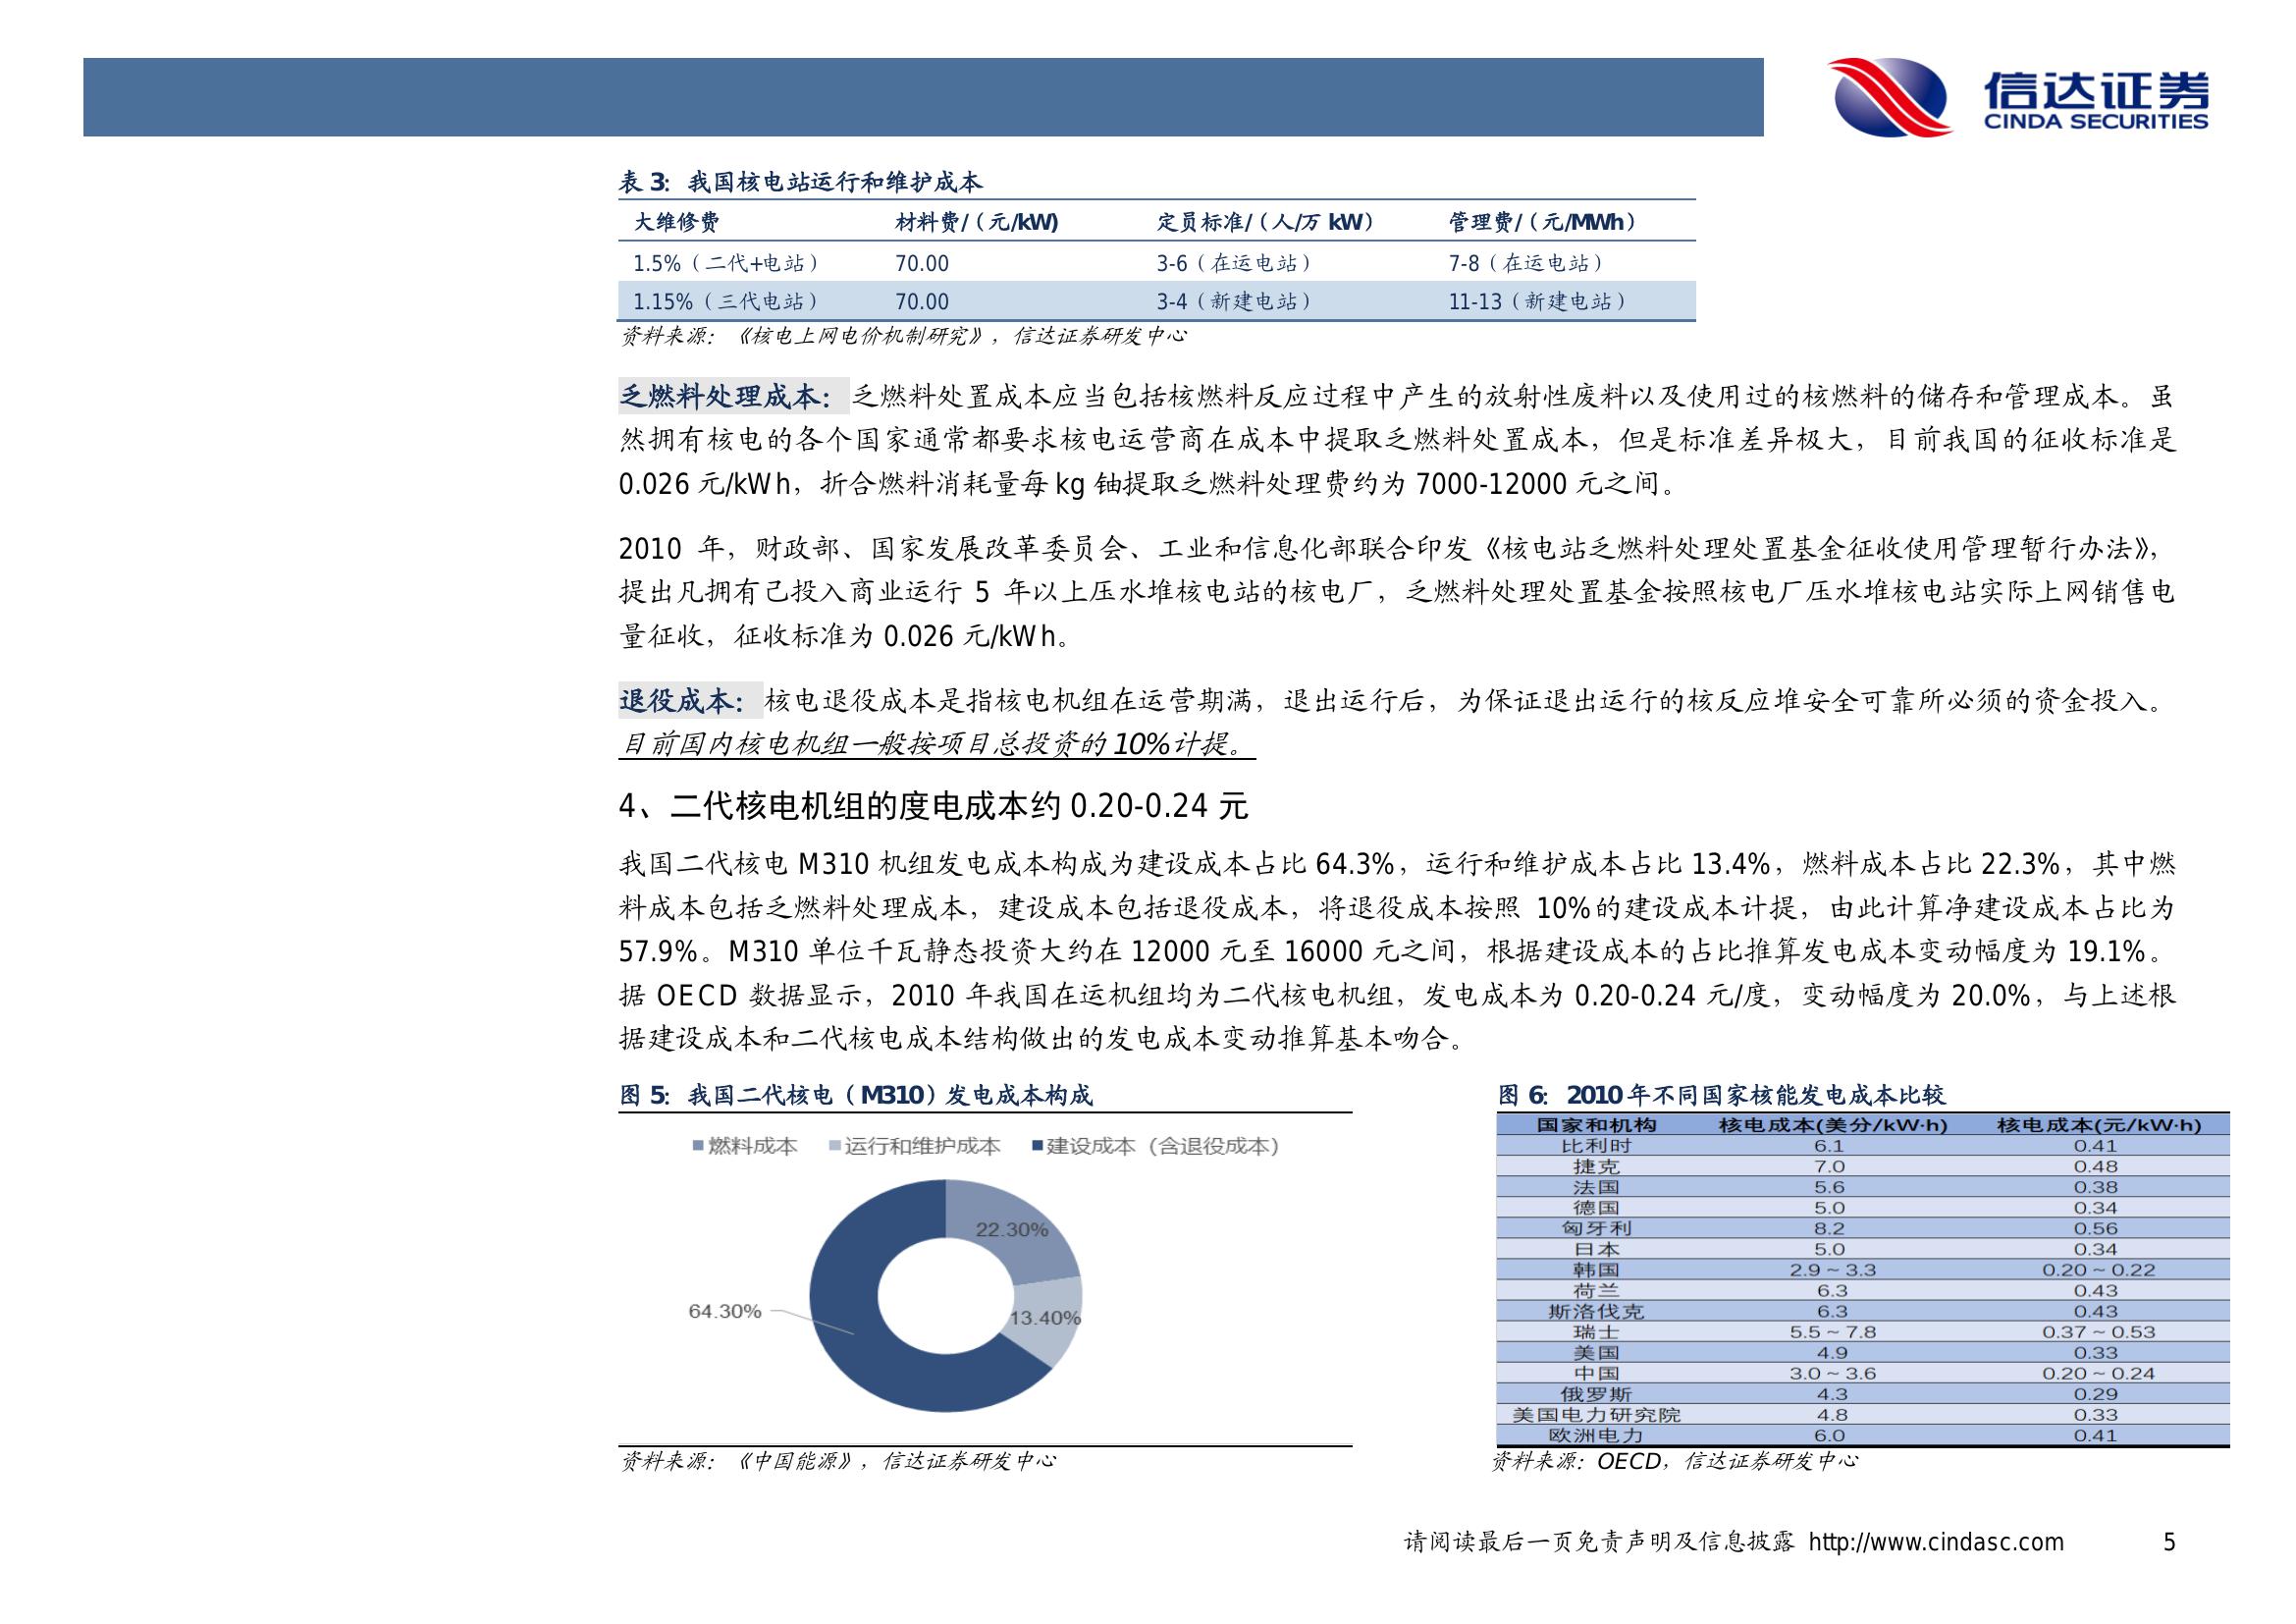 信达证券
CINDA SECURITIES
表 3：我国核电站运行和维护成本
大维修费 材料费/（元/kW) 定员标准/（人/万 kW） 管理费/（元/MWh）
1.5%（二代+电站） 70.00 3-6（在运电站） 7-8（在运电站）
1.15%（三代电站） 70.00 3-4（新建电站） 11-13（新建电站）
资料来源：《核电上网电价机制研究》，信达证券研发中心
乏燃料处理成本：乏燃料处置成本应当包括核燃料反应过程中产生的放射性废料以及使用过的核燃料的储存和管理成本。虽
然拥有核电的各个国家通常都要求核电运营商在成本中提取乏燃料处置成本，但是标准差异极大，目前我国的征收标准是
0.026 元/kWh，折合燃料消耗量每 kg 铀提取乏燃料处理费约为 7000-12000 元之间。
2010 年，财政部、国家发展改革委员会、工业和信息化部联合印发《核电站乏燃料处理处置基金征收使用管理暂行办法》，
提出凡拥有己投入商业运行 5 年以上压水堆核电站的核电厂，乏燃料处理处置基金按照核电厂压水堆核电站实际上网销售电
量征收，征收标准为 0.026 元/kWh。
退役成本：核电退役成本是指核电机组在运营期满，退出运行后，为保证退出运行的核反应堆安全可靠所必须的资金投入。
目前国内核电机组一般按项目总投资的 10%计提。
4、二代核电机组的度电成本约 0.20-0.24 元
我国二代核电 M310 机组发电成本构成为建设成本占比 64.3%，运行和维护成本占比 13.4%，燃料成本占比 22.3%，其中燃
料成本包括乏燃料处理成本，建设成本包括退役成本，将退役成本按照 10%的建设成本计提，由此计算净建设成本占比为
57.9%。M310 单位千瓦静态投资大约在 12000 元至 16000 元之间，根据建设成本的占比推算发电成本变动幅度为 19.1%。
据 OECD 数据显示，2010 年我国在运机组均为二代核电机组，发电成本为 0.20-0.24 元/度，变动幅度为 20.0%，与上述根
据建设成本和二代核电成本结构做出的发电成本变动推算基本吻合。
图 5：我国二代核电（M310）发电成本构成
燃料成本 运行和维护成本 建设成本（含退役成本）
22.30%
13.40%
64.30%
资料来源：《中国能源》，信达证券研发中心
图 6：2010 年不同国家核能发电成本比较
国家和机构 核电成本(美分/kW·h) 核电成本(元/kW·h)
比利时 6.1 0.41
捷克 7.0 0.48
法国 5.6 0.38
德国 5.0 0.34
匈牙利 8.2 0.56
日本 5.0 0.34
韩国 2.9 ~ 3.3 0.20 ~ 0.22
荷兰 6.3 0.43
斯洛伐克 6.3 0.43
瑞士 5.5 ~ 7.8 0.37 ~ 0.53
美国 4.9 0.33
中国 3.0 ~ 3.6 0.20 ~ 0.24
俄罗斯 4.3 0.29
美国电力研究院 4.8 0.33
欧洲电力 6.0 0.41
资料来源：OECD，信达证券研发中心
请阅读最后一页免责声明及信息披露 http://www.cindasc.com 5